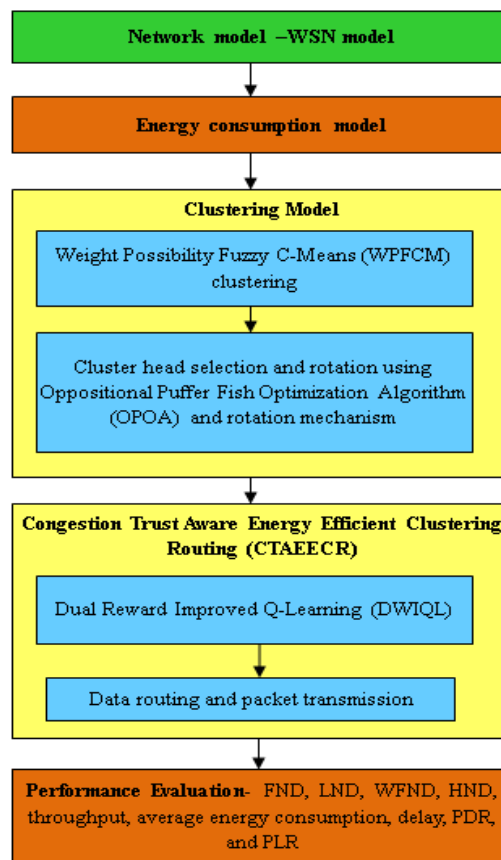 Network model –WSN model
Energy consumption model
Clustering Model
Weight Possibility Fuzzy C-Means (WPFCM)
clustering
Cluster head selection and rotation using
Oppositional Puffer Fish Optimization Algorithm
(OPOA) and rotation mechanism
Congestion Trust Aware Energy Efficient Clustering
Routing (CTAEECR)
Dual Reward Improved Q-Learning (DWIQL)
Data routing and packet transmission
Performance Evaluation- FND, LND, WFND, HND,
throughput, average energy consumption, delay, PDR,
and PLR